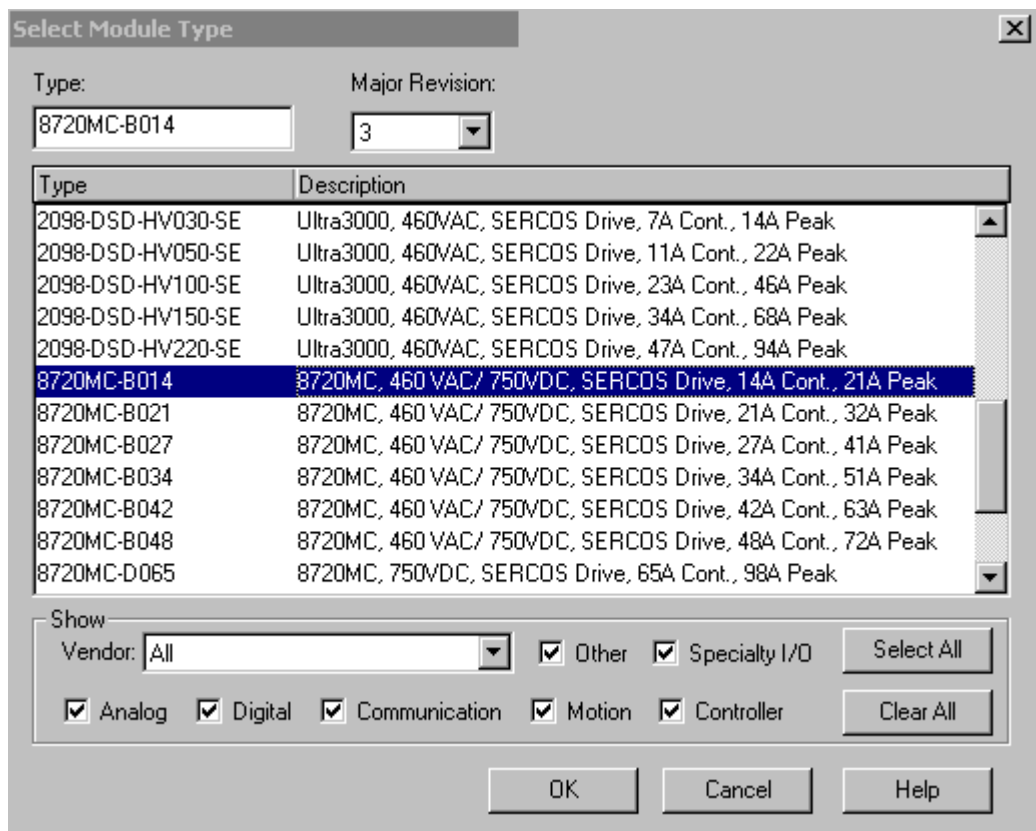 Select Module Type
Type: Major Revision:
8720MC-B014 3
Type Description
2098-DSD-HV030-SE Ultra3000, 460VAC, SERCOS Drive, 7A Cont., 14A Peak
2098-DSD-HV050-SE Ultra3000, 460VAC, SERCOS Drive, 11A Cont., 22A Peak
2098-DSD-HV100-SE Ultra3000, 460VAC, SERCOS Drive, 23A Cont., 46A Peak
2098-DSD-HV150-SE Ultra3000, 460VAC, SERCOS Drive, 34A Cont., 68A Peak
2098-DSD-HV220-SE Ultra3000, 460VAC, SERCOS Drive, 47A Cont., 94A Peak
8720MC-B014 8720MC, 460 VAC/ 750VDC, SERCOS Drive, 14A Cont., 21A Peak
8720MC-B021 8720MC, 460 VAC/ 750VDC, SERCOS Drive, 21A Cont., 32A Peak
8720MC-B027 8720MC, 460 VAC/ 750VDC, SERCOS Drive, 27A Cont., 41A Peak
8720MC-B034 8720MC, 460 VAC/ 750VDC, SERCOS Drive, 34A Cont., 51A Peak
8720MC-B042 8720MC, 460 VAC/ 750VDC, SERCOS Drive, 42A Cont., 63A Peak
8720MC-B048 8720MC, 460 VAC/ 750VDC, SERCOS Drive, 48A Cont., 72A Peak
8720MC-D065 8720MC, 750VDC, SERCOS Drive, 65A Cont., 98A Peak
Show
Vendor: All Other Specialty I/O Select All
Analog Digital Communication Motion Controller Clear All
OK Cancel Help